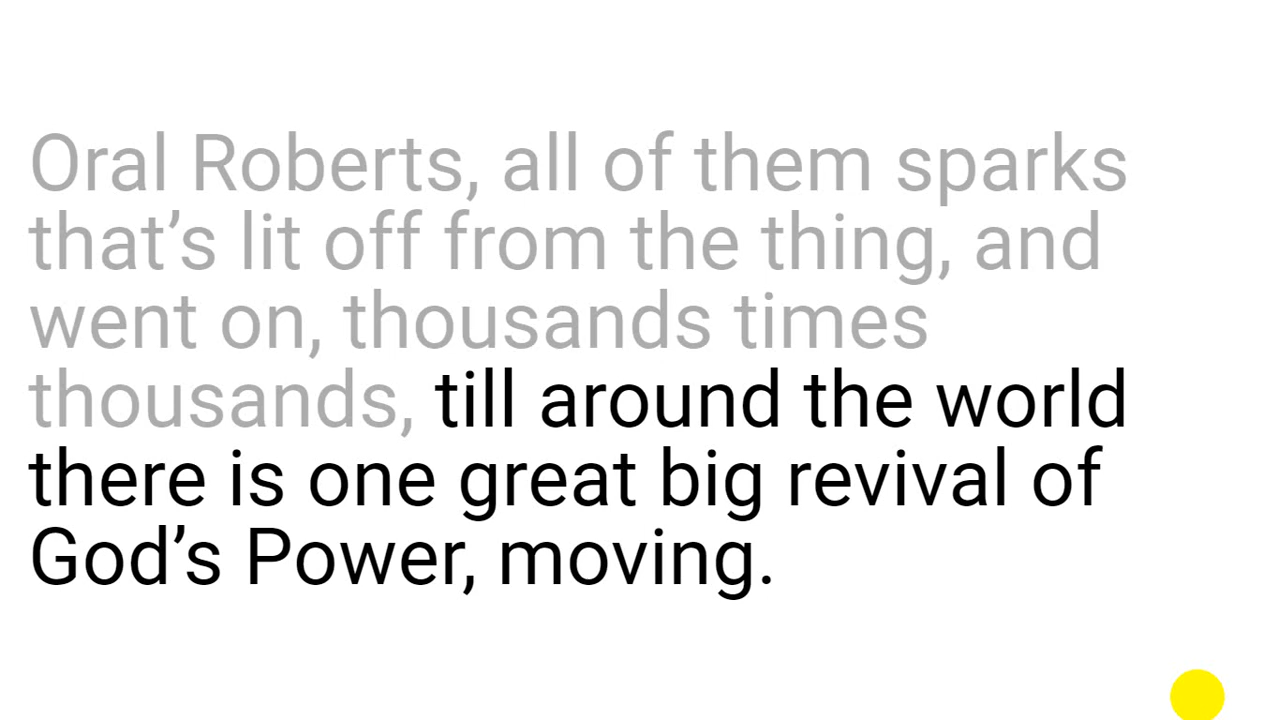 Oral Roberts, all of them sparks
that’s lit off from the thing, and
went on, thousands times
thousands, till around the world
there is one great big revival of
God’s Power, moving.